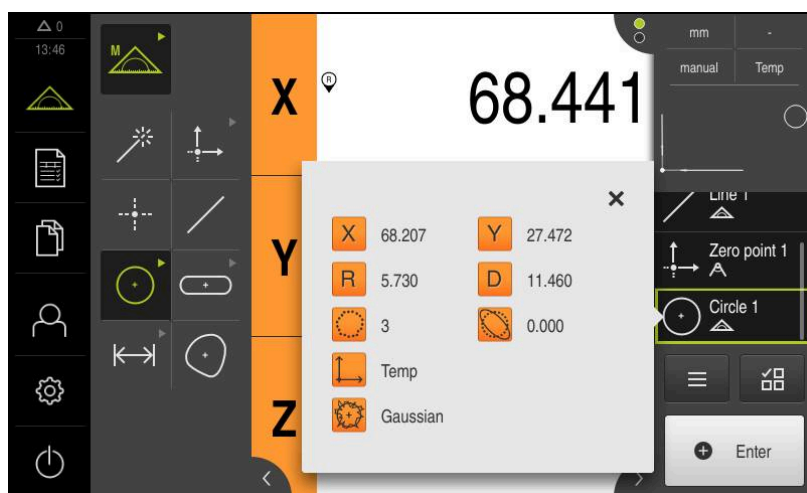 0
13:46
M
X
R
68.441
Y
Z
mm
-
manual
Temp
X
68.207
Y
27.472
R
5.730
D
11.460
3
0.000
Temp
Gaussian
Line 1
Zero point 1
Circle 1
Enter